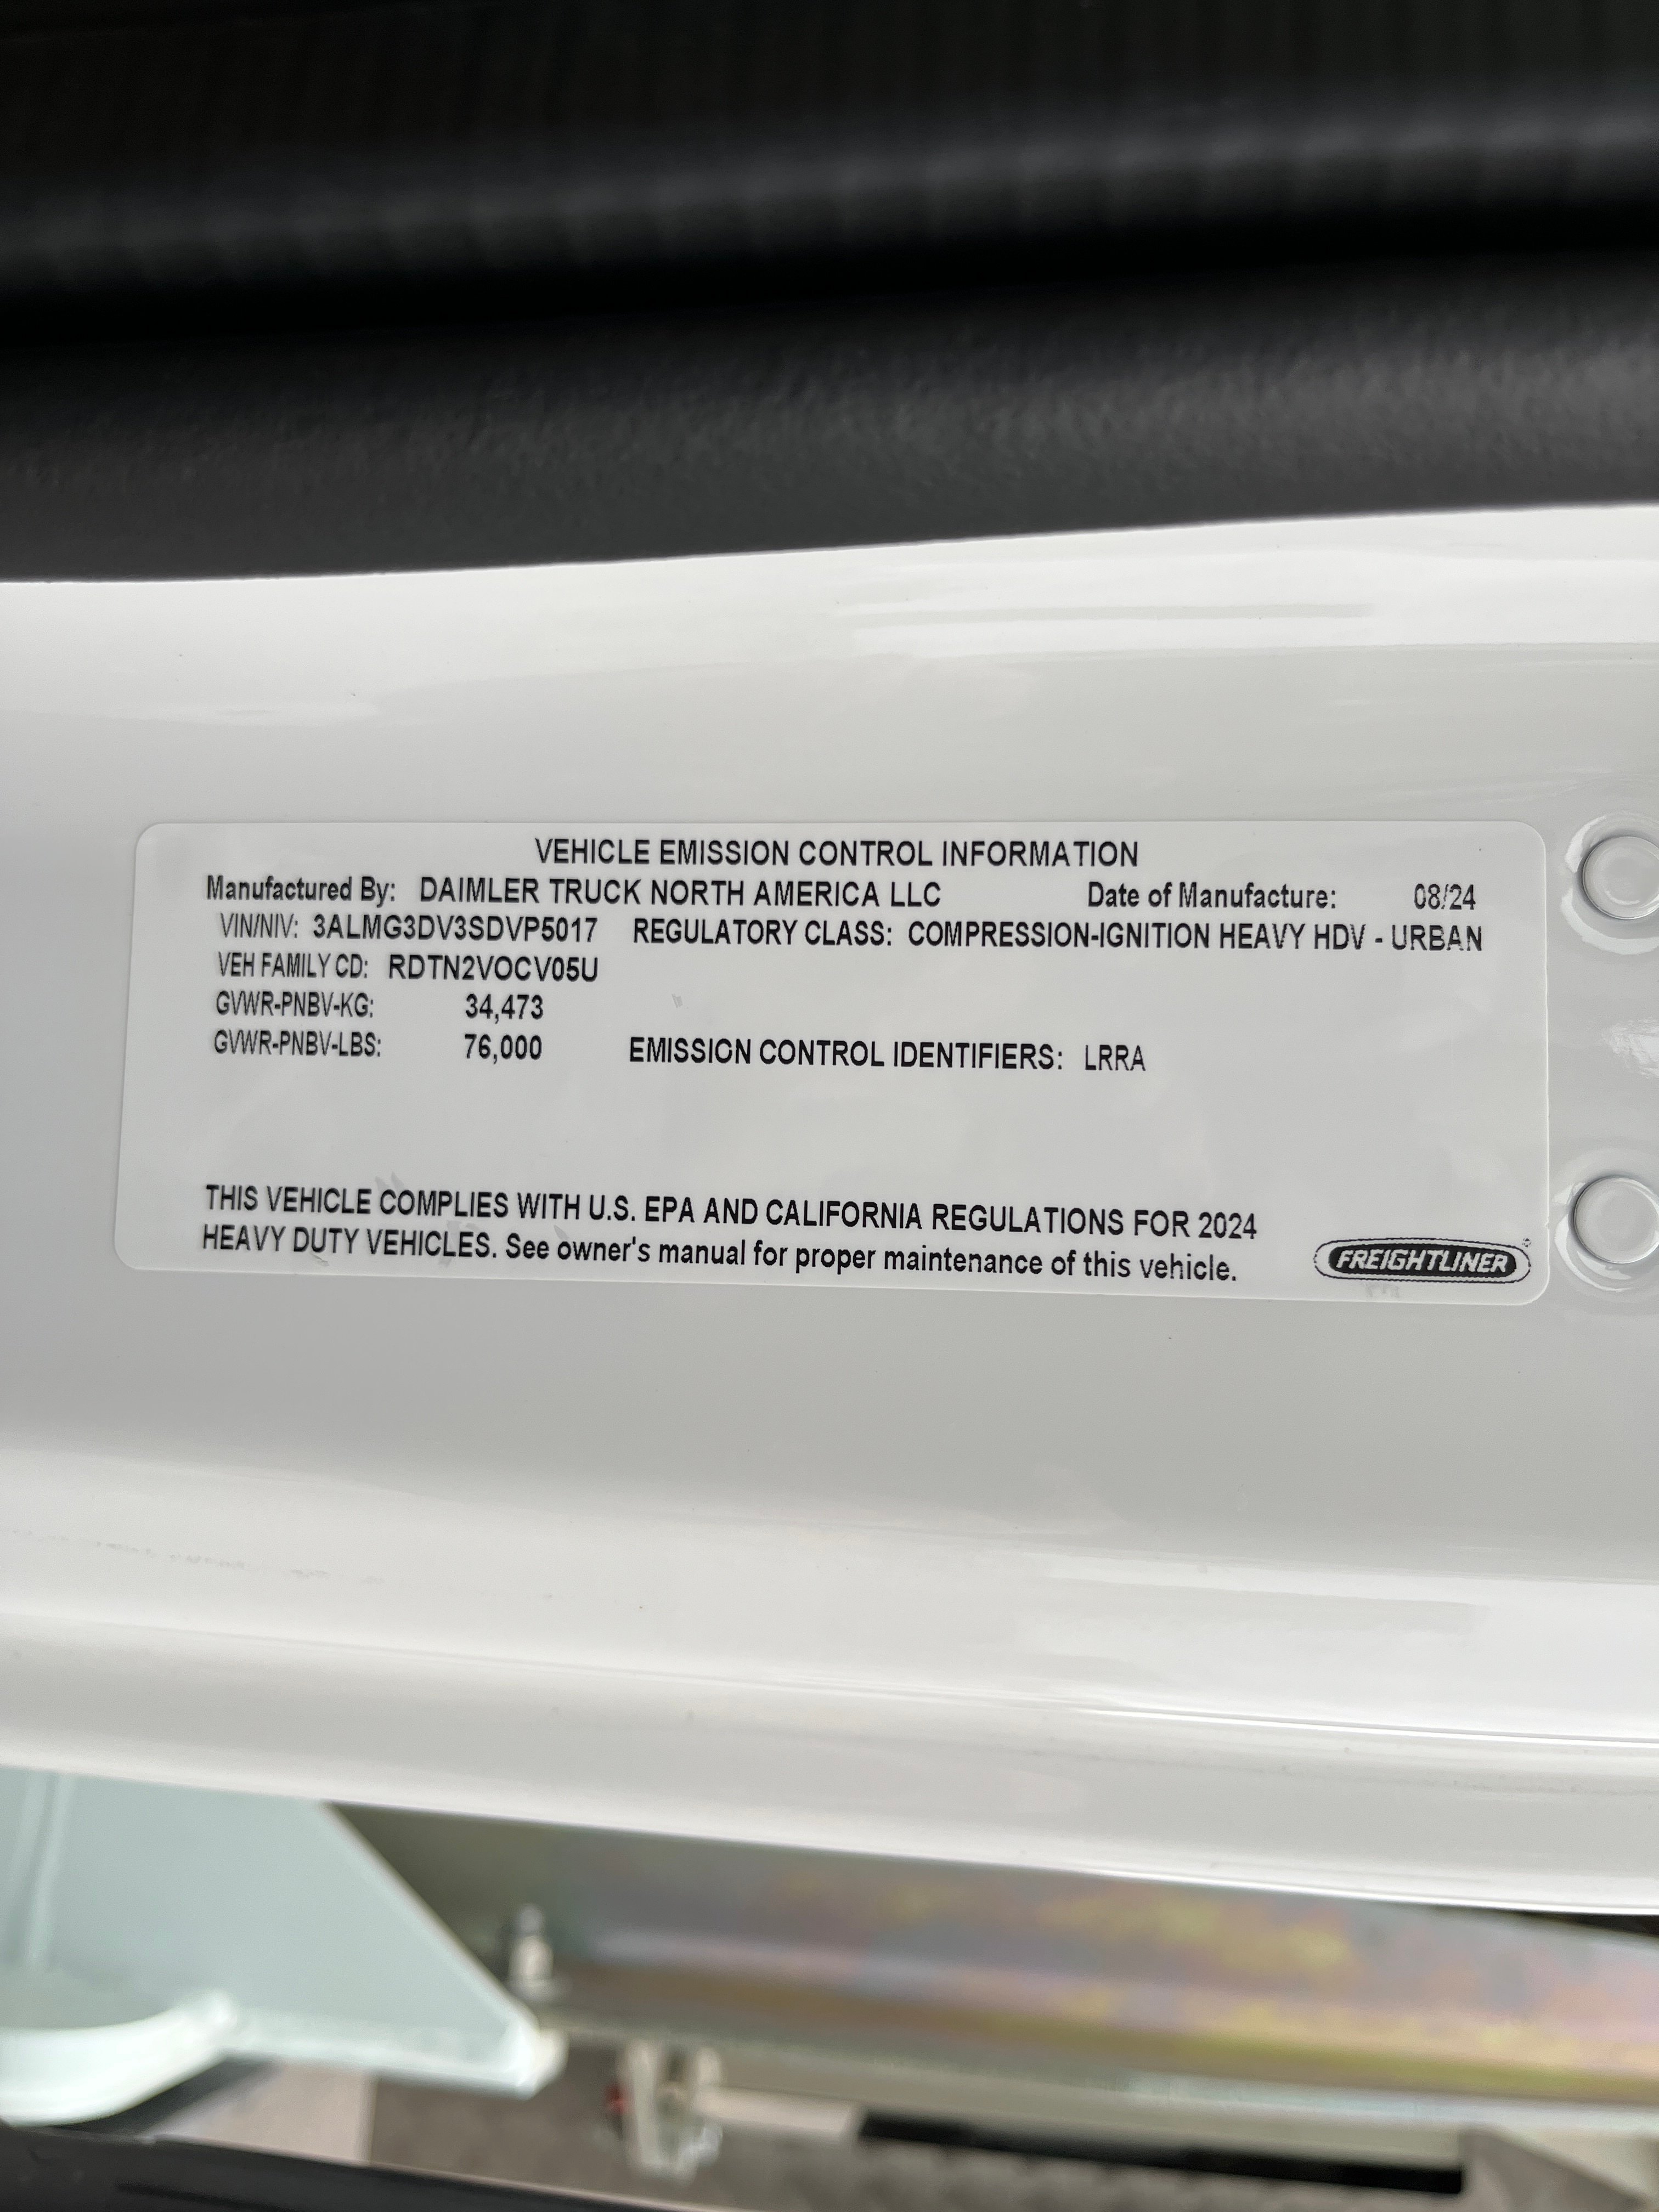 VEHICLE EMISSION CONTROL INFORMATION
Manufactured By: DAIMLER TRUCK NORTH AMERICA LLC Date of Manufacture: 08/24
VIN/NIV: 3ALMG3DV3SDVP5017 REGULATORY CLASS: COMPRESSION-IGNITION HEAVY HDV - URBAN
VEH FAMILY CD: RDTN2VOCV05U
GVWR-PNBV-KG: 34,473
GVWR-PNBV-LBS: 76,000 EMISSION CONTROL IDENTIFIERS: LRRA
THIS VEHICLE COMPLIES WITH U.S. EPA AND CALIFORNIA REGULATIONS FOR 2024
HEAVY DUTY VEHICLES. See owner's manual for proper maintenance of this vehicle.
FREIGHTLINER